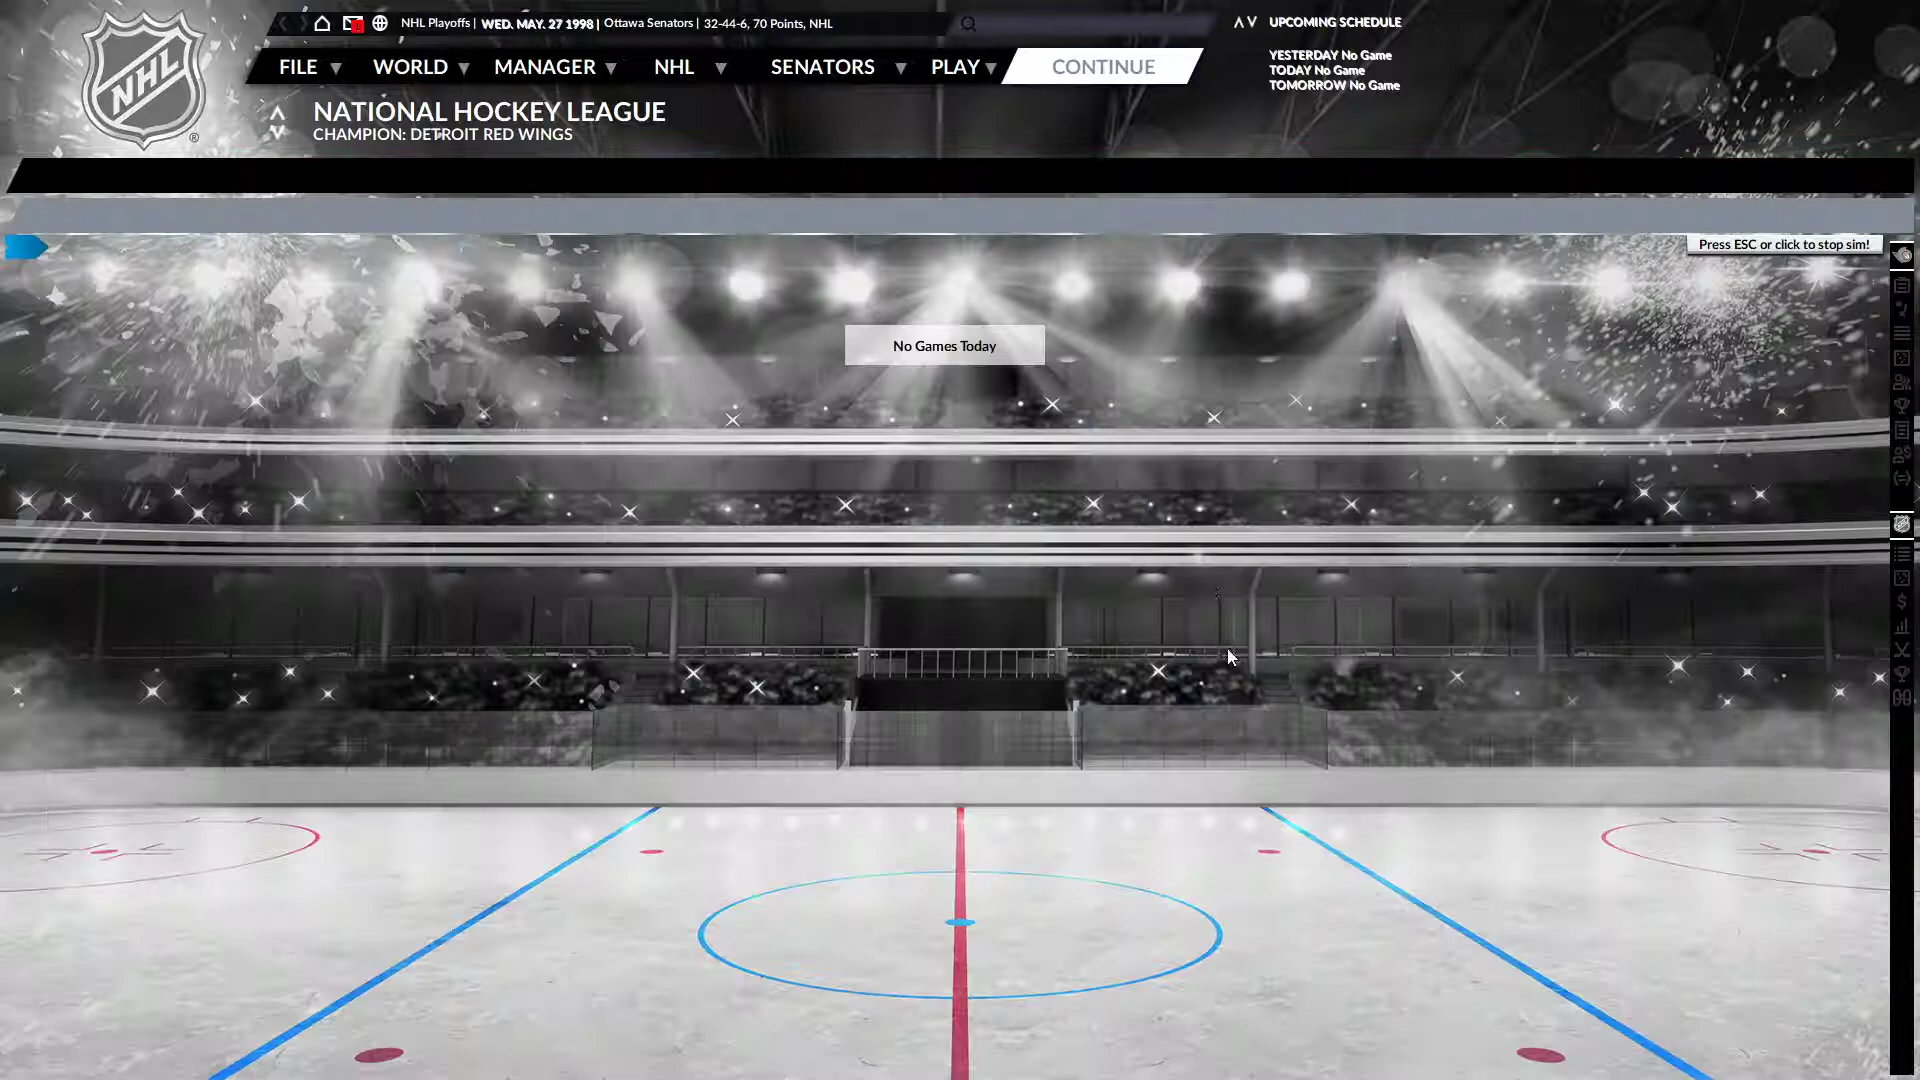 NHL Playoffs | WED. MAY. 27 1998 | Ottawa Senators | 32-44-6, 70 Points, NHL
UPCOMING SCHEDULE
YESTERDAY No Game
TODAY No Game
TOMORROW No Game
FILE WORLD MANAGER NHL SENATORS PLAY CONTINUE
NHL
®
NATIONAL HOCKEY LEAGUE
CHAMPION: DETROIT RED WINGS
Press ESC or click to stop sim!
No Games Today